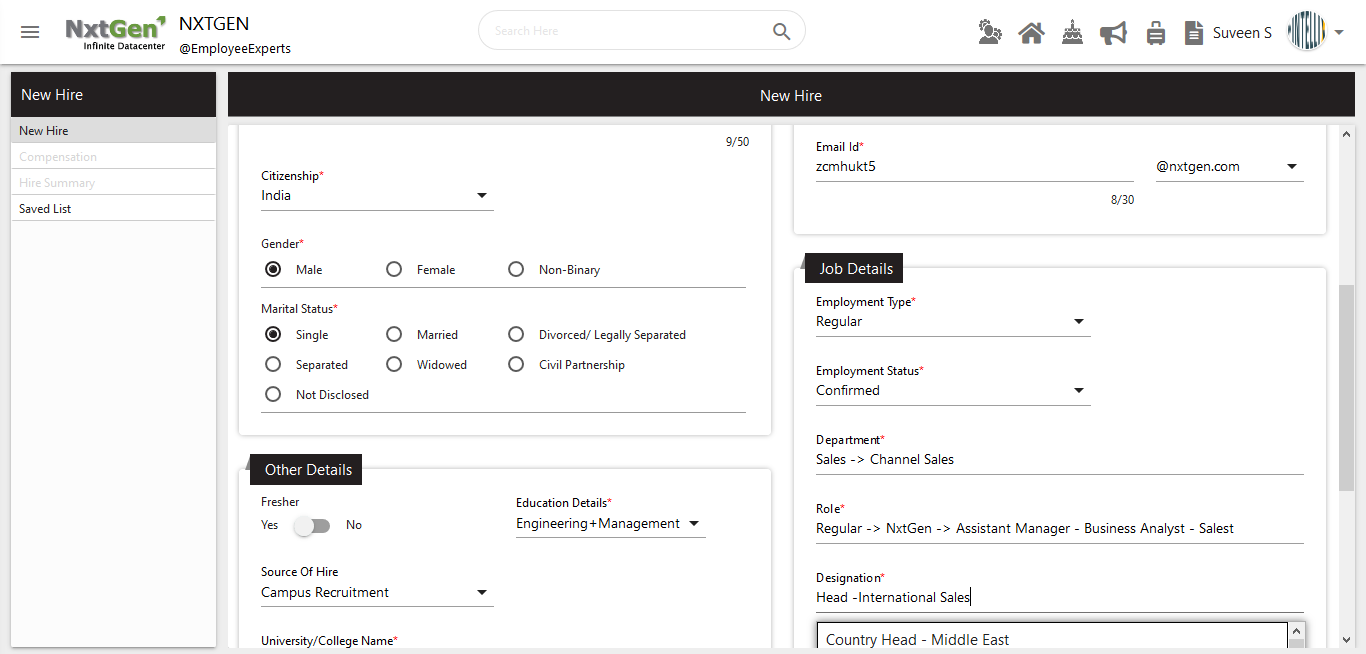 NxtGen
Infinite Datacenter
NXTGEN
@EmployeeExperts
Search Here
Suveen S
New Hire
New Hire
Compensation
Hire Summary
Saved List
New Hire
9/50
Citizenship*
India
Gender*
Male Female Non-Binary
Marital Status*
Single Married Divorced/ Legally Separated
Separated Widowed Civil Partnership
Not Disclosed
Other Details
Fresher
Yes No
Education Details*
Engineering+Management
Source Of Hire
Campus Recruitment
University/College Name*
Email Id*
zcmhukt5 @nxtgen.com
8/30
Job Details
Employment Type*
Regular
Employment Status*
Confirmed
Department*
Sales -> Channel Sales
Role*
Regular -> NxtGen -> Assistant Manager - Business Analyst - Salest
Designation*
Head -International Sales
Country Head - Middle East